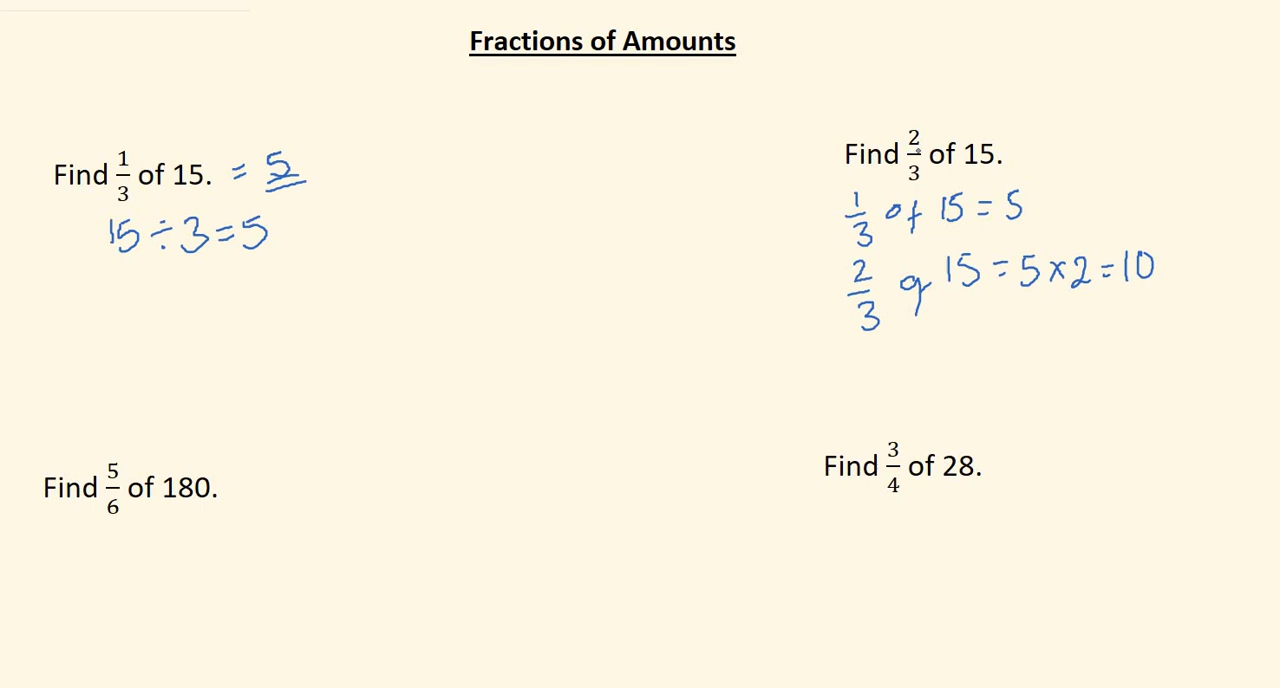 Fractions of Amounts
Find 1/3 of 15. = 5
15 ÷ 3 = 5
Find 2/3 of 15.
1/3 of 15 = 5
2/3 of 15 = 5 × 2 = 10
Find 5/6 of 180.
Find 3/4 of 28.